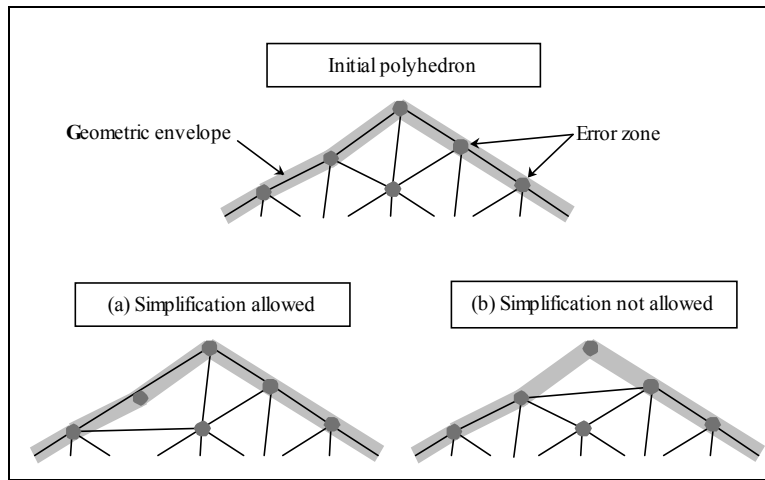 Initial polyhedron
Geometric envelope
Error zone
(a) Simplification allowed
(b) Simplification not allowed